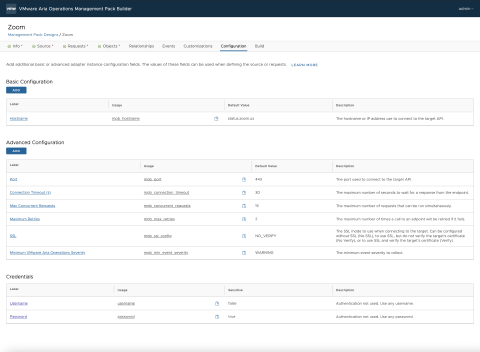 vmw VMware Aria Operations Management Pack Builder
admin
Zoom
Management Pack Designs / Zoom
Info * Source * Requests * Objects * Relationships Events Customizations Configuration Build
Add additional basic or advanced adapter instance configuration fields. The values of these fields can be used when defining the source or requests. LEARN MORE
Basic Configuration
ADD
Label Usage Default Value Description
Hostname mpb_hostname status.zoom.us The hostname or IP address use to connect to the target API.
Advanced Configuration
ADD
Label Usage Default Value Description
Port mpb_port 443 The port used to connect to the target API.
Connection Timeout (s) mpb_connection_timeout 30 The maximum number of seconds to wait for a response from the endpoint.
Max Concurrent Requests mpb_concurrent_requests 15 The maximum number of requests that can be run simultaneously.
Maximum Retries mpb_max_retries 2 The maximum number of times a call to an endpoint will be retried if it fails.
SSL mpb_ssl_config NO_VERIFY The SSL mode to use when connecting to the target. Can be configured
without SSL (No SSL), to use SSL, but do not verify the target's certificate
(No Verify), or to use SSL and verify the target's certificate (Verify).
Minimum VMware Aria Operations Severity mpb_min_event_severity WARNING The minimum event severity to collect.
Credentials
Label Usage Sensitive Description
Username username false Authentication not used. Use any username.
Password password true Authentication not used. Use any password.